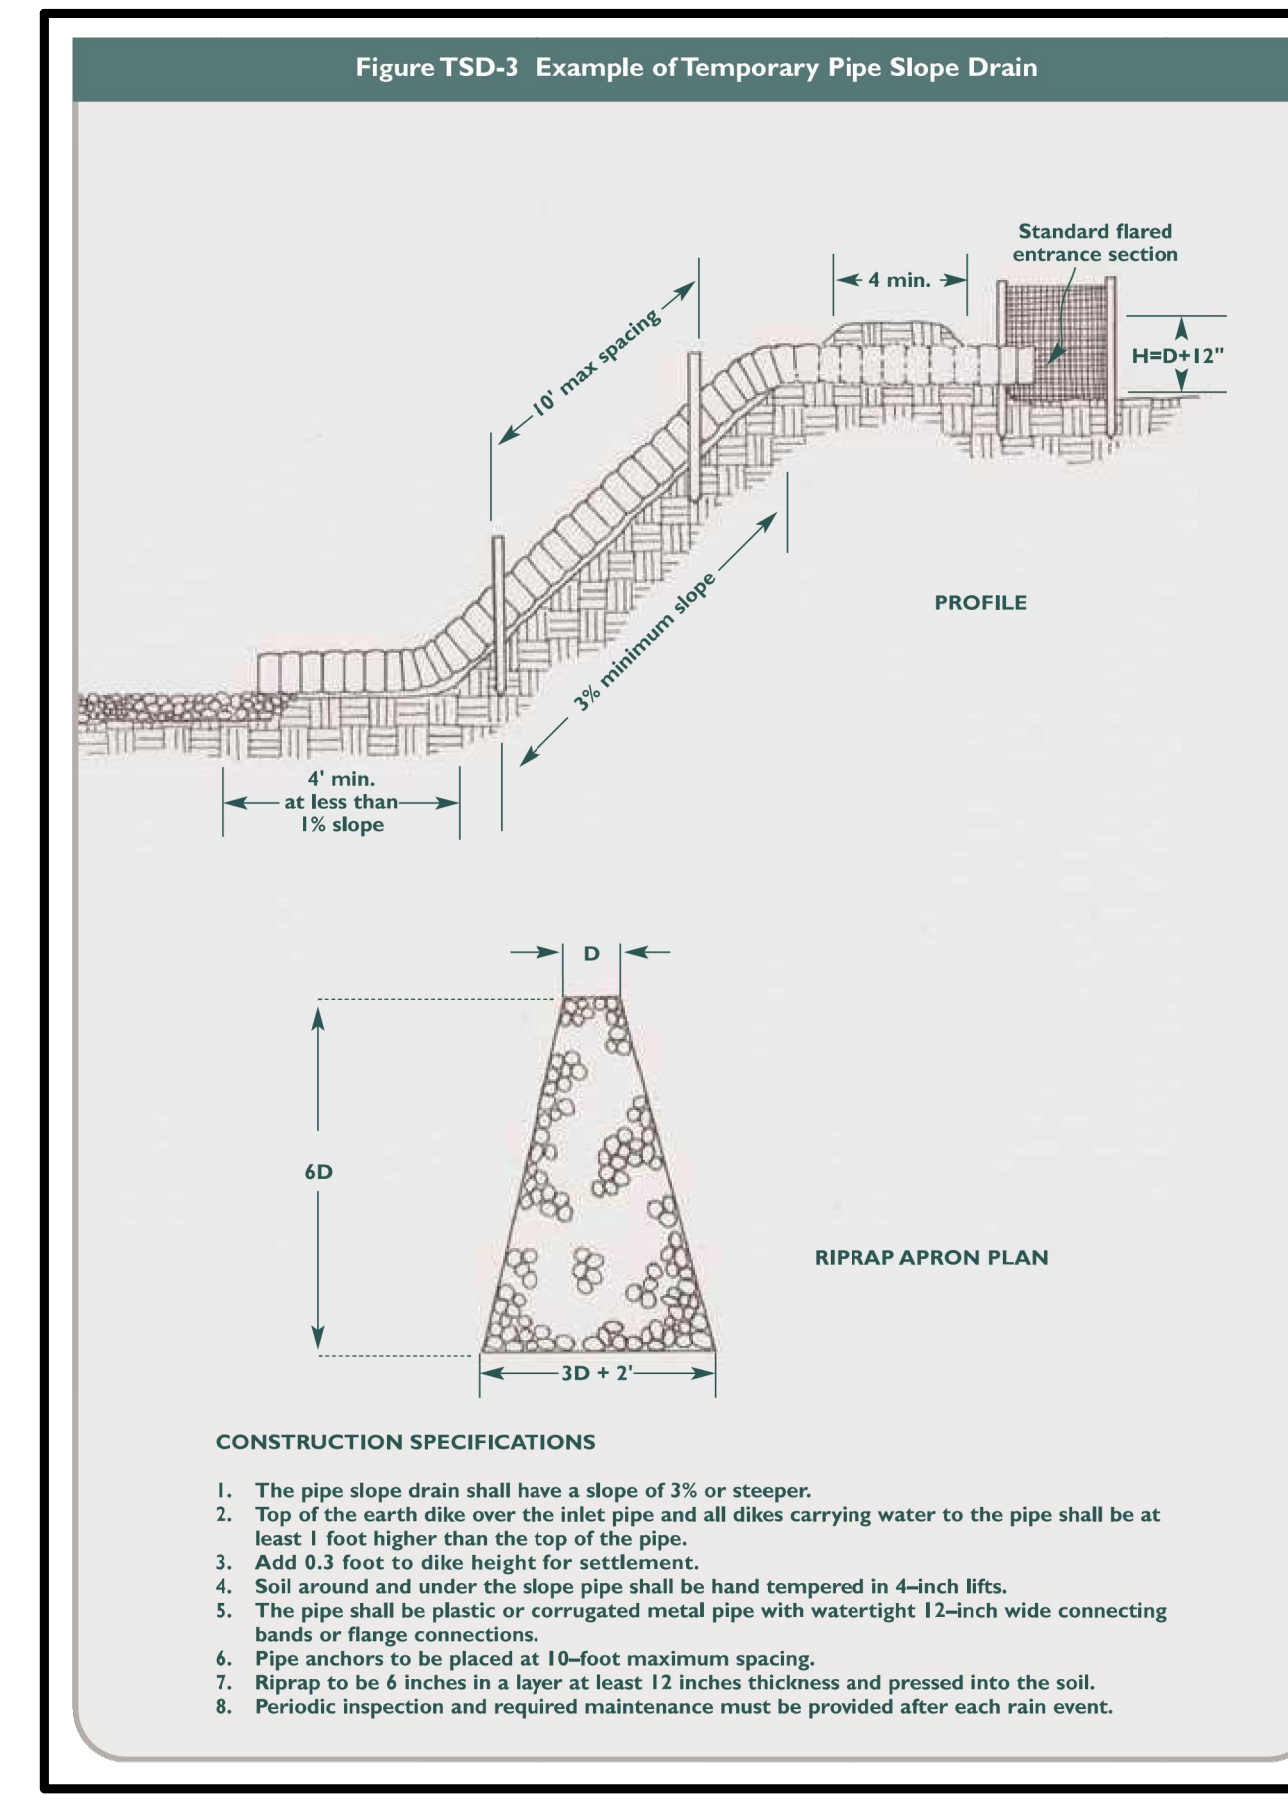 Figure TSD-3 Example of Temporary Pipe Slope Drain
Standard flared
entrance section
4 min.
10' max spacing
H=D+12"
PROFILE
3% minimum slope
4' min.
at less than
1% slope
D
6D
RIPRAP APRON PLAN
3D + 2'
CONSTRUCTION SPECIFICATIONS
1. The pipe slope drain shall have a slope of 3% or steeper.
2. Top of the earth dike over the inlet pipe and all dikes carrying water to the pipe shall be at
least 1 foot higher than the top of the pipe.
3. Add 0.3 foot to dike height for settlement.
4. Soil around and under the slope pipe shall be hand tempered in 4–inch lifts.
5. The pipe shall be plastic or corrugated metal pipe with watertight 12–inch wide connecting
bands or flange connections.
6. Pipe anchors to be placed at 10–foot maximum spacing.
7. Riprap to be 6 inches in a layer at least 12 inches thickness and pressed into the soil.
8. Periodic inspection and required maintenance must be provided after each rain event.